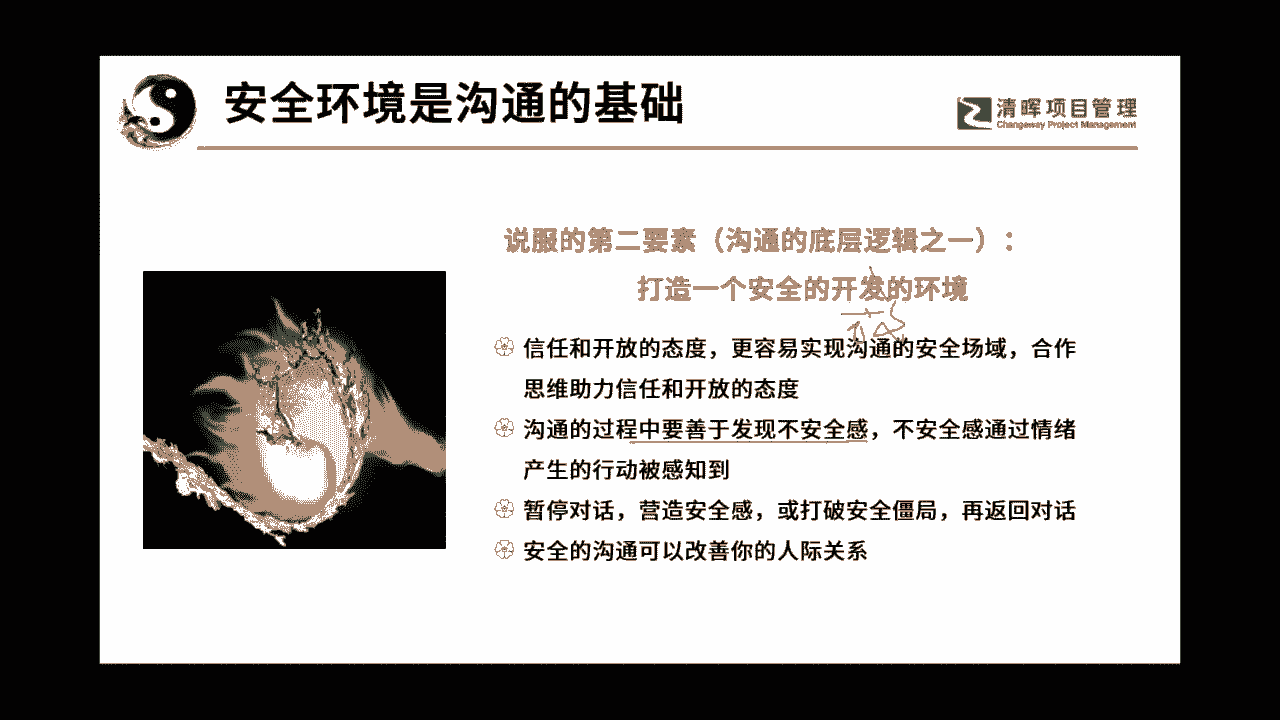 安全环境是沟通的基础
清晖项目管理
Changeway Project Management
说服的第二要素（沟通的底层逻辑之一）：
打造一个安全的开发的环境
放
信任和开放的态度，更容易实现沟通的安全场域，合作
思维助力信任和开放的态度
沟通的过程中要善于发现不安全感，不安全感通过情绪
产生的行动被感知到
暂停对话，营造安全感，或打破安全僵局，再返回对话
安全的沟通可以改善你的人际关系